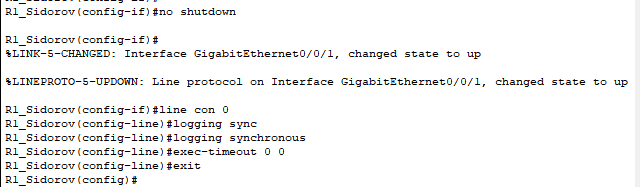 R1_Sidorov(config-if)#no shutdown
R1_Sidorov(config-if)#
%LINK-5-CHANGED: Interface GigabitEthernet0/0/1, changed state to up
%LINEPROTO-5-UPDOWN: Line protocol on Interface GigabitEthernet0/0/1, changed state to up
R1_Sidorov(config-if)#line con 0
R1_Sidorov(config-line)#logging sync
R1_Sidorov(config-line)#logging synchronous
R1_Sidorov(config-line)#exec-timeout 0 0
R1_Sidorov(config-line)#exit
R1_Sidorov(config)#